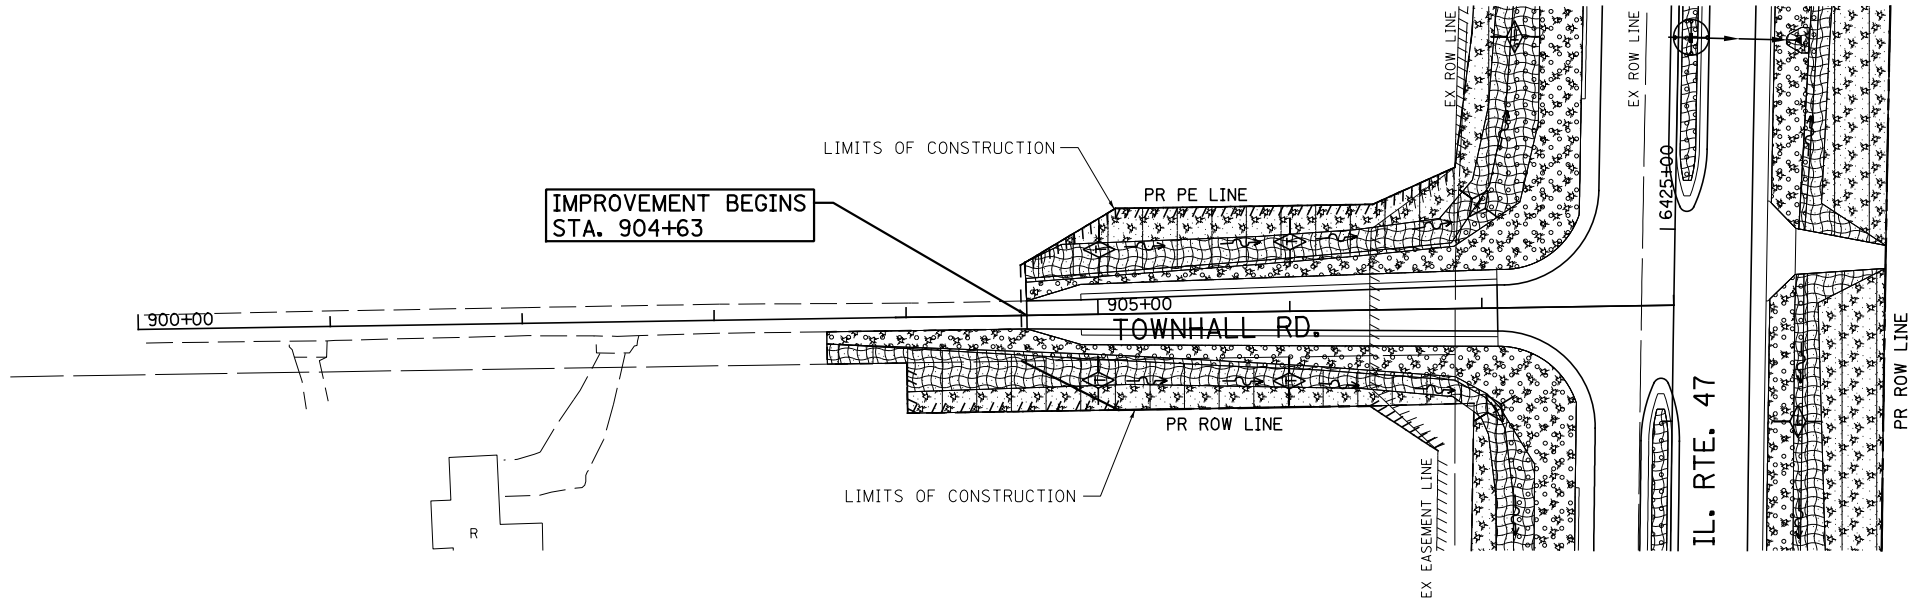 EX ROW LINE
EX ROW LINE
LIMITS OF CONSTRUCTION
6425+00
PR PE LINE
IMPROVEMENT BEGINS
STA. 904+63
900+00
905+00
TOWNHALL RD.
PR ROW LINE
IL. RTE. 47
PR ROW LINE
LIMITS OF CONSTRUCTION
EX EASEMENT LINE
R